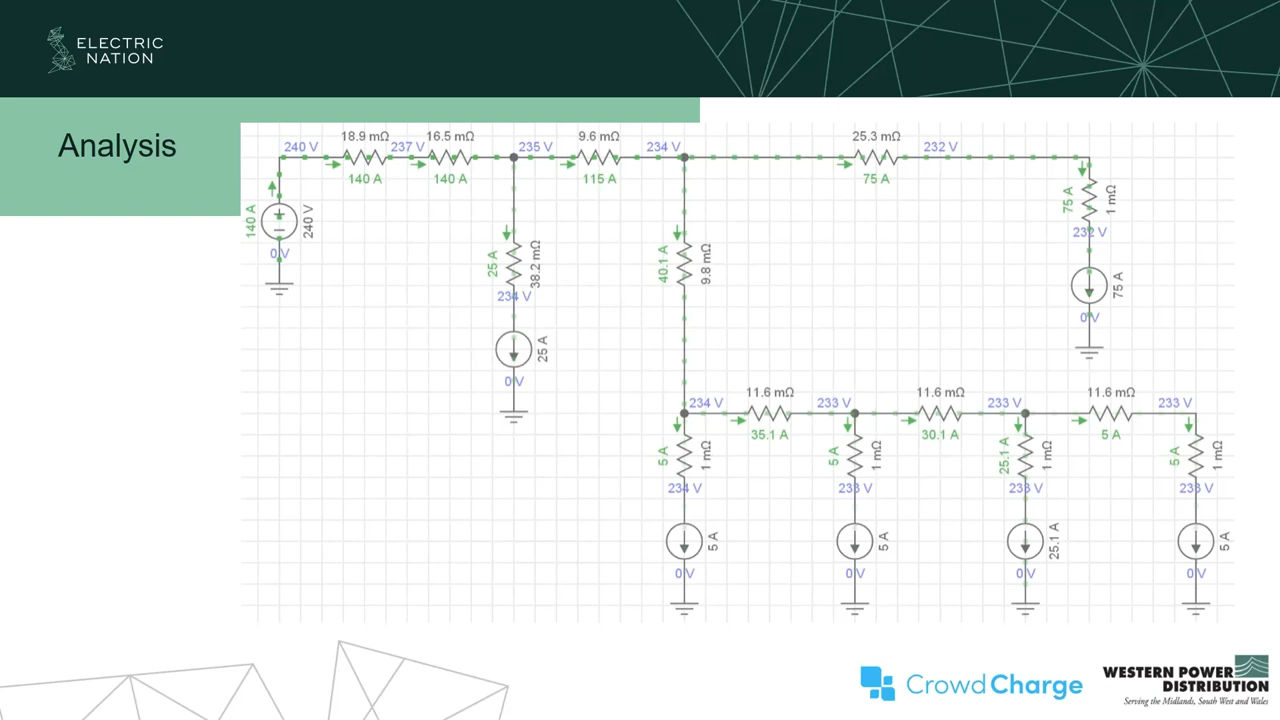 ELECTRIC
NATION
Analysis
18.9 mΩ
16.5 mΩ
9.6 mΩ
25.3 mΩ
240 V
237 V
235 V
234 V
232 V
140 A
140 A
115 A
75 A
140 A
240 V
0 V
25 A
38.2 mΩ
234 V
25 A
0 V
40.1 A
9.8 mΩ
75 A
1 mΩ
232 V
75 A
0 V
11.6 mΩ
11.6 mΩ
11.6 mΩ
234 V
233 V
233 V
233 V
35.1 A
30.1 A
5 A
5 A
1 mΩ
5 A
1 mΩ
25.1 A
1 mΩ
5 A
1 mΩ
234 V
233 V
233 V
233 V
5 A
5 A
25.1 A
5 A
0 V
0 V
0 V
0 V
CrowdCharge
WESTERN POWER
DISTRIBUTION
Serving the Midlands, South West and Wales